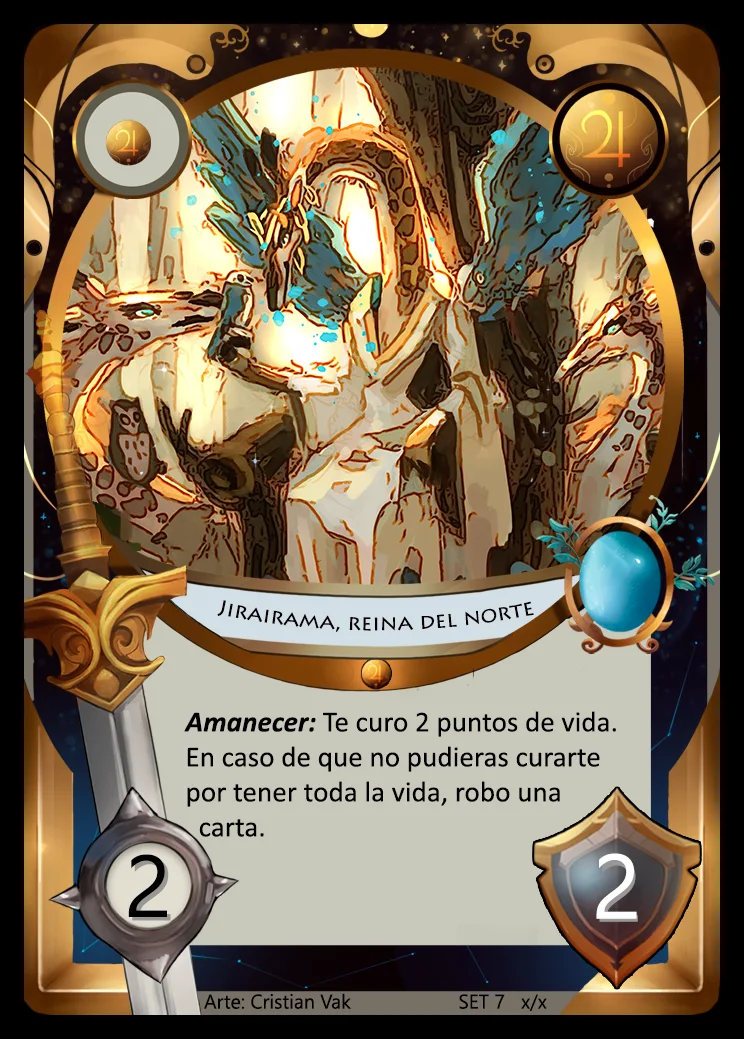 ♃
♃
JIRAIRAMA, REINA DEL NORTE
♃
Amanecer: Te curo 2 puntos de vida.
En caso de que no pudieras curarte
por tener toda la vida, robo una
carta.
2
2
Arte: Cristian Vak SET 7 x/x